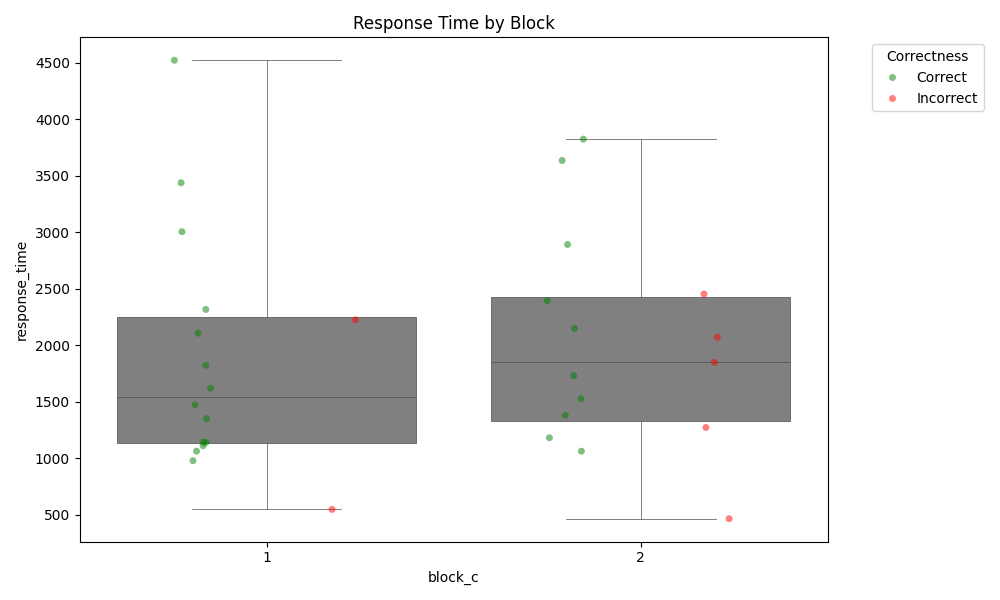 Response Time by Block
Correctness
Correct
Incorrect
response_time
4500
4000
3500
3000
2500
2000
1500
1000
500
1
2
block_c